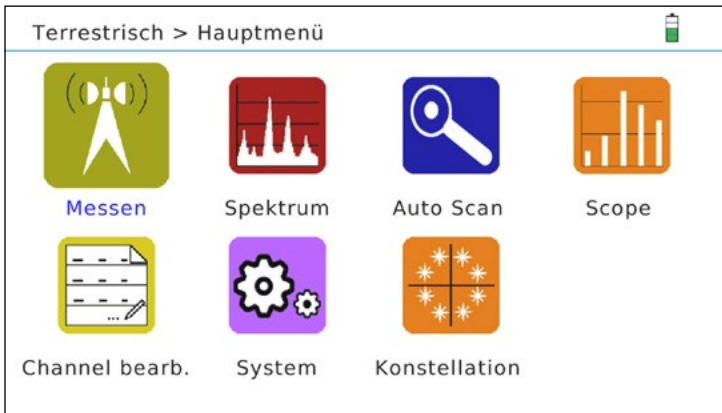 Terrestrisch > Hauptmenü
Messen Spektrum Auto Scan Scope
Channel bearb. System Konstellation